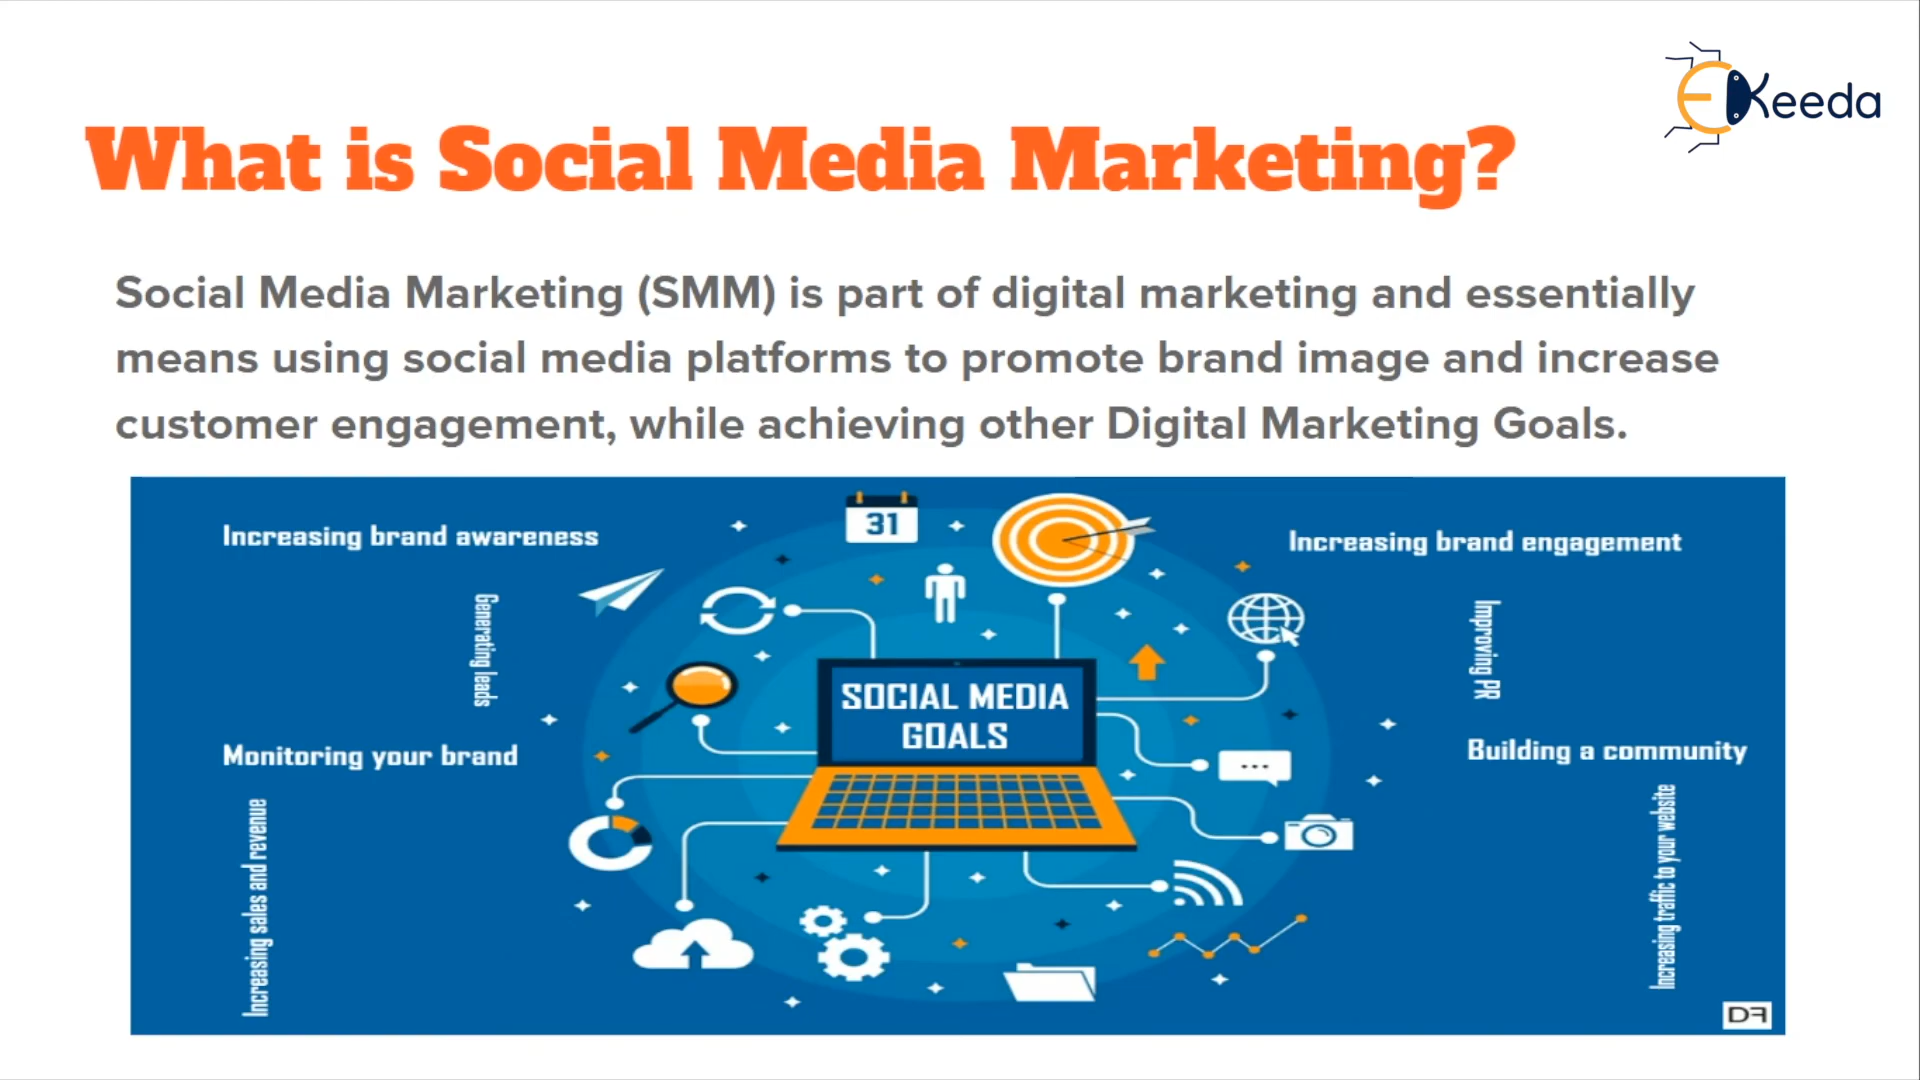 EKeeda
What is Social Media Marketing?
Social Media Marketing (SMM) is part of digital marketing and essentially
means using social media platforms to promote brand image and increase
customer engagement, while achieving other Digital Marketing Goals.
Increasing brand awareness
31
Increasing brand engagement
Generating leads
Improving PR
SOCIAL MEDIA
GOALS
Monitoring your brand
Building a community
Increasing sales and revenue
Increasing traffic to your website
DF